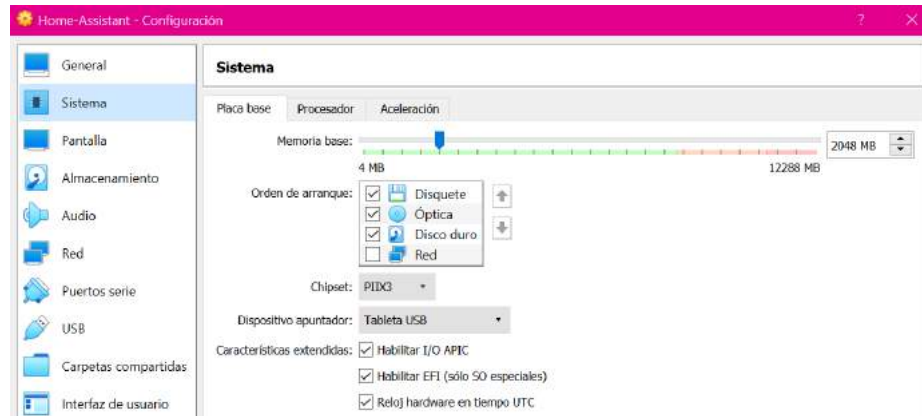 Home-Assistant - Configuración ? ×
General
Sistema
Pantalla
Almacenamiento
Audio
Red
Puertos serie
USB
Carpetas compartidas
Interfaz de usuario
Sistema
Placa base Procesador Aceleración
Memoria base: 2048 MB
4 MB 12288 MB
Orden de arranque: Disquete
Óptica
Disco duro
Red
Chipset: PIIX3
Dispositivo apuntador: Tableta USB
Características extendidas: Habilitar I/O APIC
Habilitar EFI (sólo SO especiales)
Reloj hardware en tiempo UTC